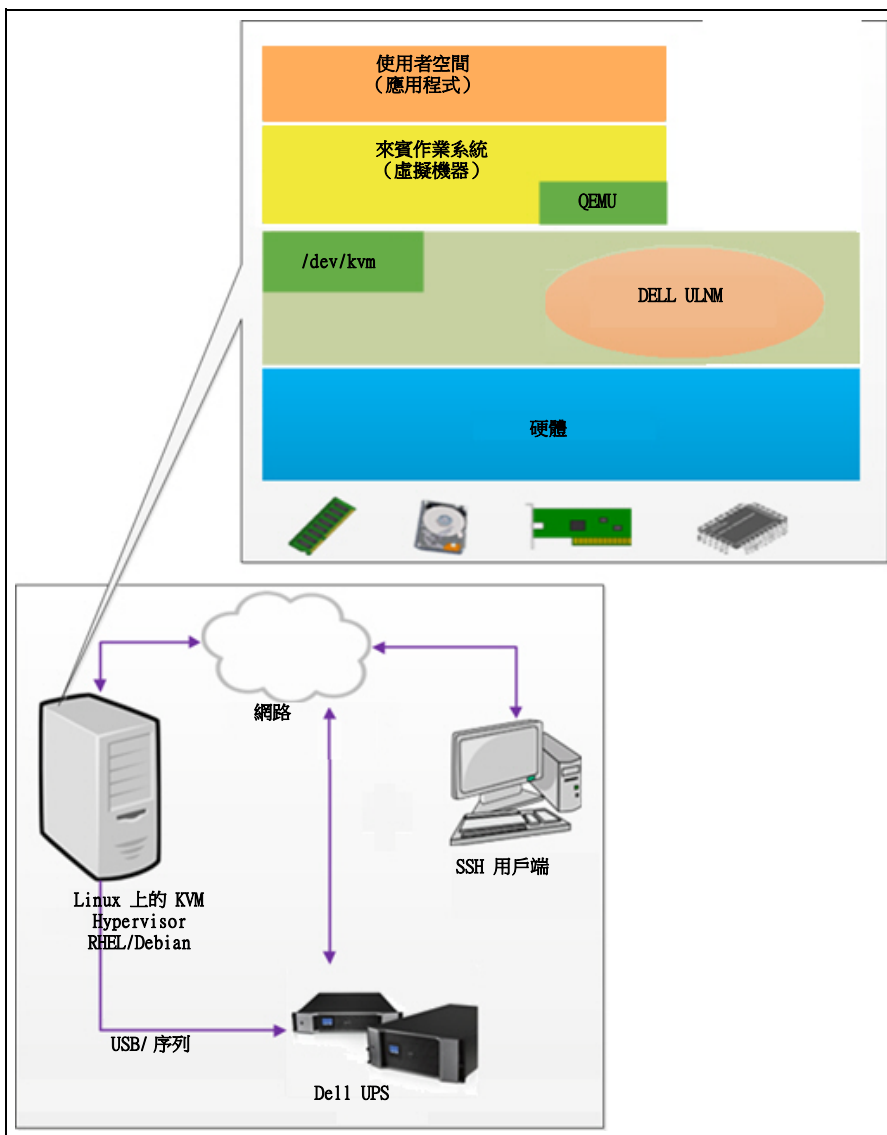 使用者空間
（應用程式）
來賓作業系統
（虛擬機器）
QEMU
/dev/kvm
DELL ULNM
硬體
網路
SSH 用戶端
Linux 上的 KVM
Hypervisor
RHEL/Debian
USB/ 序列
Dell UPS